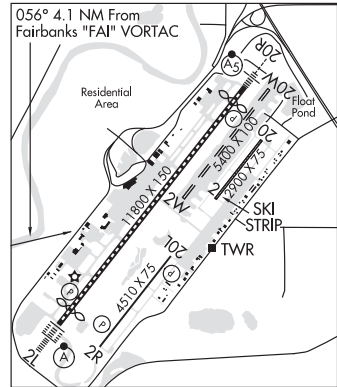 056° 4.1 NM From
Fairbanks "FAI" VORTAC
20R
A5
20W
Residential
Area
Float
Pond
P
20
5400 X 100
11800 X 150
2900 X 75
2
2W
SKI
STRIP
20L
TWR
P
P
4510 X 75
P
2L
A
2R